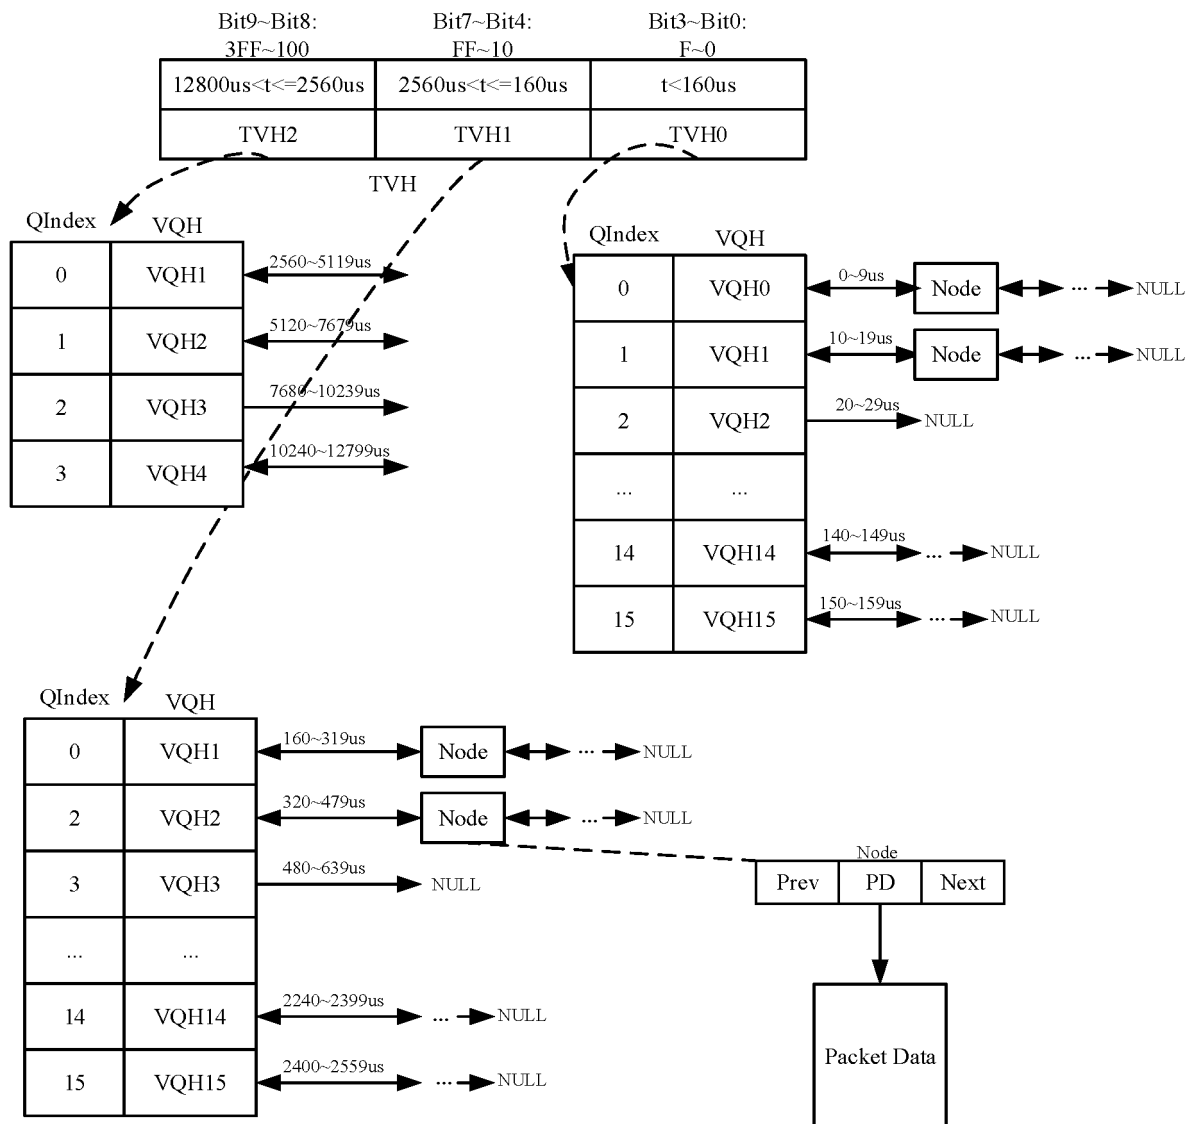 Bit9~Bit8: Bit7~Bit4: Bit3~Bit0:
3FF~100 FF~10 F~0
12800us<t<=2560us 2560us<t<=160us t<160us
TVH2 TVH1 TVH0
TVH
QIndex VQH
0 VQH1 2560~5119us
1 VQH2 5120~7679us
2 VQH3 7680~10239us
3 VQH4 10240~12799us
QIndex VQH
0 VQH0 0~9us Node ... NULL
1 VQH1 10~19us Node ... NULL
2 VQH2 20~29us NULL
... ...
14 VQH14 140~149us ... NULL
15 VQH15 150~159us ... NULL
QIndex VQH
0 VQH1 160~319us Node ... NULL
2 VQH2 320~479us Node ... NULL
3 VQH3 480~639us NULL
... ...
14 VQH14 2240~2399us ... NULL
15 VQH15 2400~2559us ... NULL
Node
Prev PD Next
Packet Data